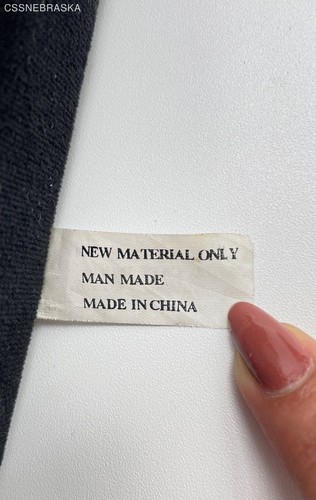 CSSNEBRASKA
NEW MATERIAL ONLY
MAN MADE
MADE IN CHINA